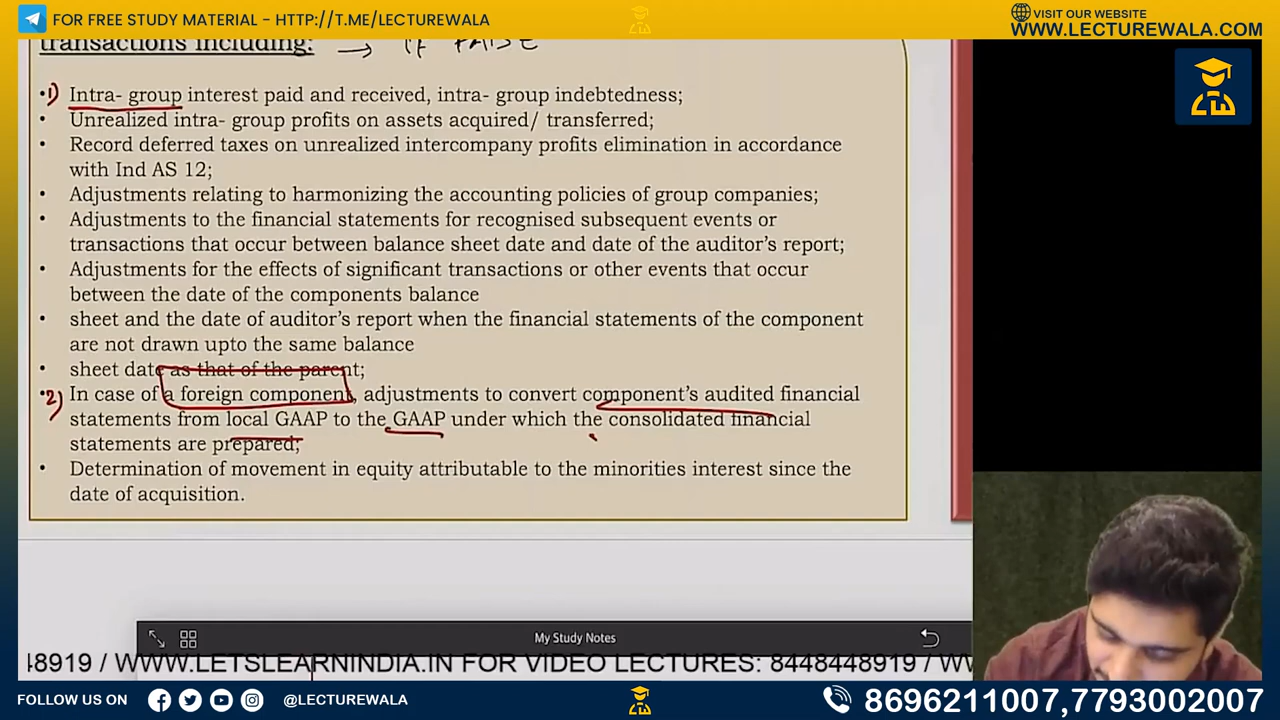 FOR FREE STUDY MATERIAL - HTTP://T.ME/LECTUREWALA
VISIT OUR WEBSITE
WWW.LECTUREWALA.COM
transactions including: → IF
•1) Intra- group interest paid and received, intra- group indebtedness;
• Unrealized intra- group profits on assets acquired/ transferred;
• Record deferred taxes on unrealized intercompany profits elimination in accordance
with Ind AS 12;
• Adjustments relating to harmonizing the accounting policies of group companies;
• Adjustments to the financial statements for recognised subsequent events or
transactions that occur between balance sheet date and date of the auditor's report;
• Adjustments for the effects of significant transactions or other events that occur
between the date of the components balance
• sheet and the date of auditor's report when the financial statements of the component
are not drawn upto the same balance
• sheet date as that of the parent;
•2) In case of a foreign component, adjustments to convert component's audited financial
statements from local GAAP to the GAAP under which the consolidated financial
statements are prepared;
• Determination of movement in equity attributable to the minorities interest since the
date of acquisition.
My Study Notes
48919 / WWW.LETSLEARNINDIA.IN FOR VIDEO LECTURES: 8448448919 / WW
FOLLOW US ON
@LECTUREWALA
8696211007,7793002007